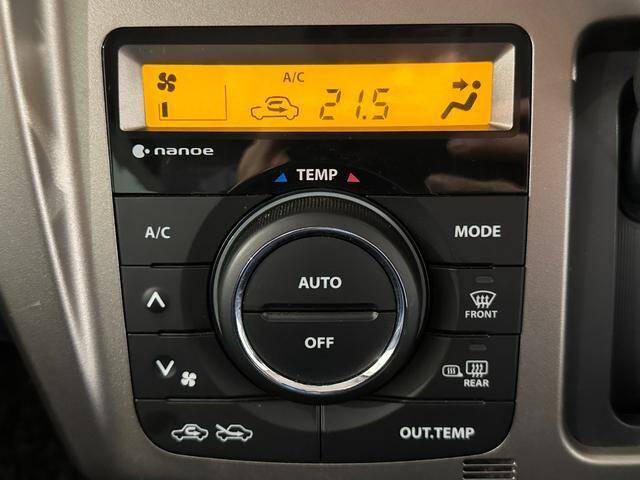 A/C
21.5
nanoe
TEMP
A/C
MODE
AUTO
FRONT
OFF
REAR
OUT.TEMP